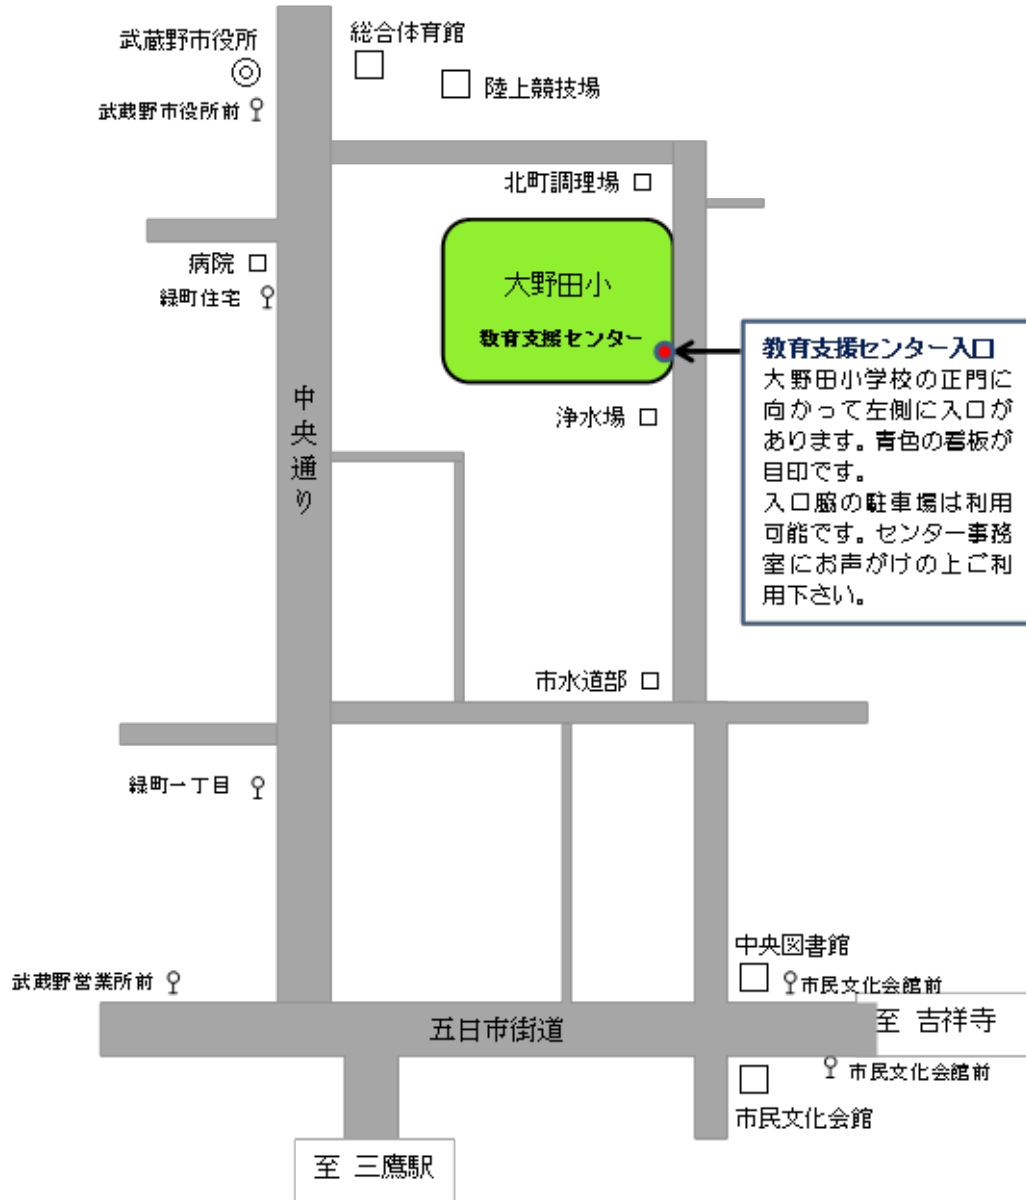 武蔵野市役所
総合体育館
陸上競技場
武蔵野市役所前
北町調理場
病院
緑町住宅
大野田小
教育支援センター
教育支援センター入口
大野田小学校の正門に
向かって左側に入口が
あります。青色の看板が
目印です。
入口脇の駐車場は利用
可能です。センター事務
室にお声がけの上ご利
用下さい。
中央通り
浄水場
市水道部
緑町一丁目
中央図書館
武蔵野営業所前
市民文化会館前
五日市街道
至 吉祥寺
市民文化会館前
市民文化会館
至 三鷹駅